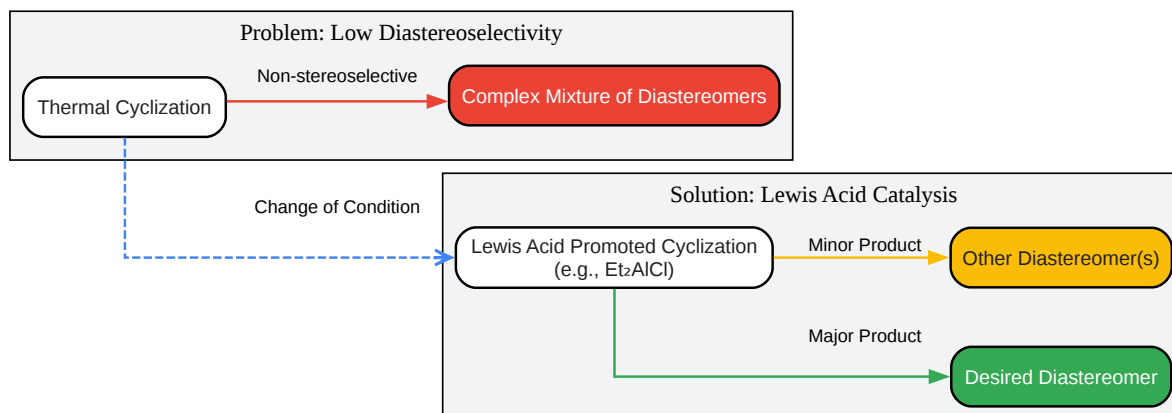 Problem: Low Diastereoselectivity
Non-stereoselective
Thermal Cyclization
Complex Mixture of Diastereomers
Change of Condition
Solution: Lewis Acid Catalysis
Lewis Acid Promoted Cyclization
(e.g., Et₂AlCl)
Minor Product
Other Diastereomer(s)
Major Product
Desired Diastereomer